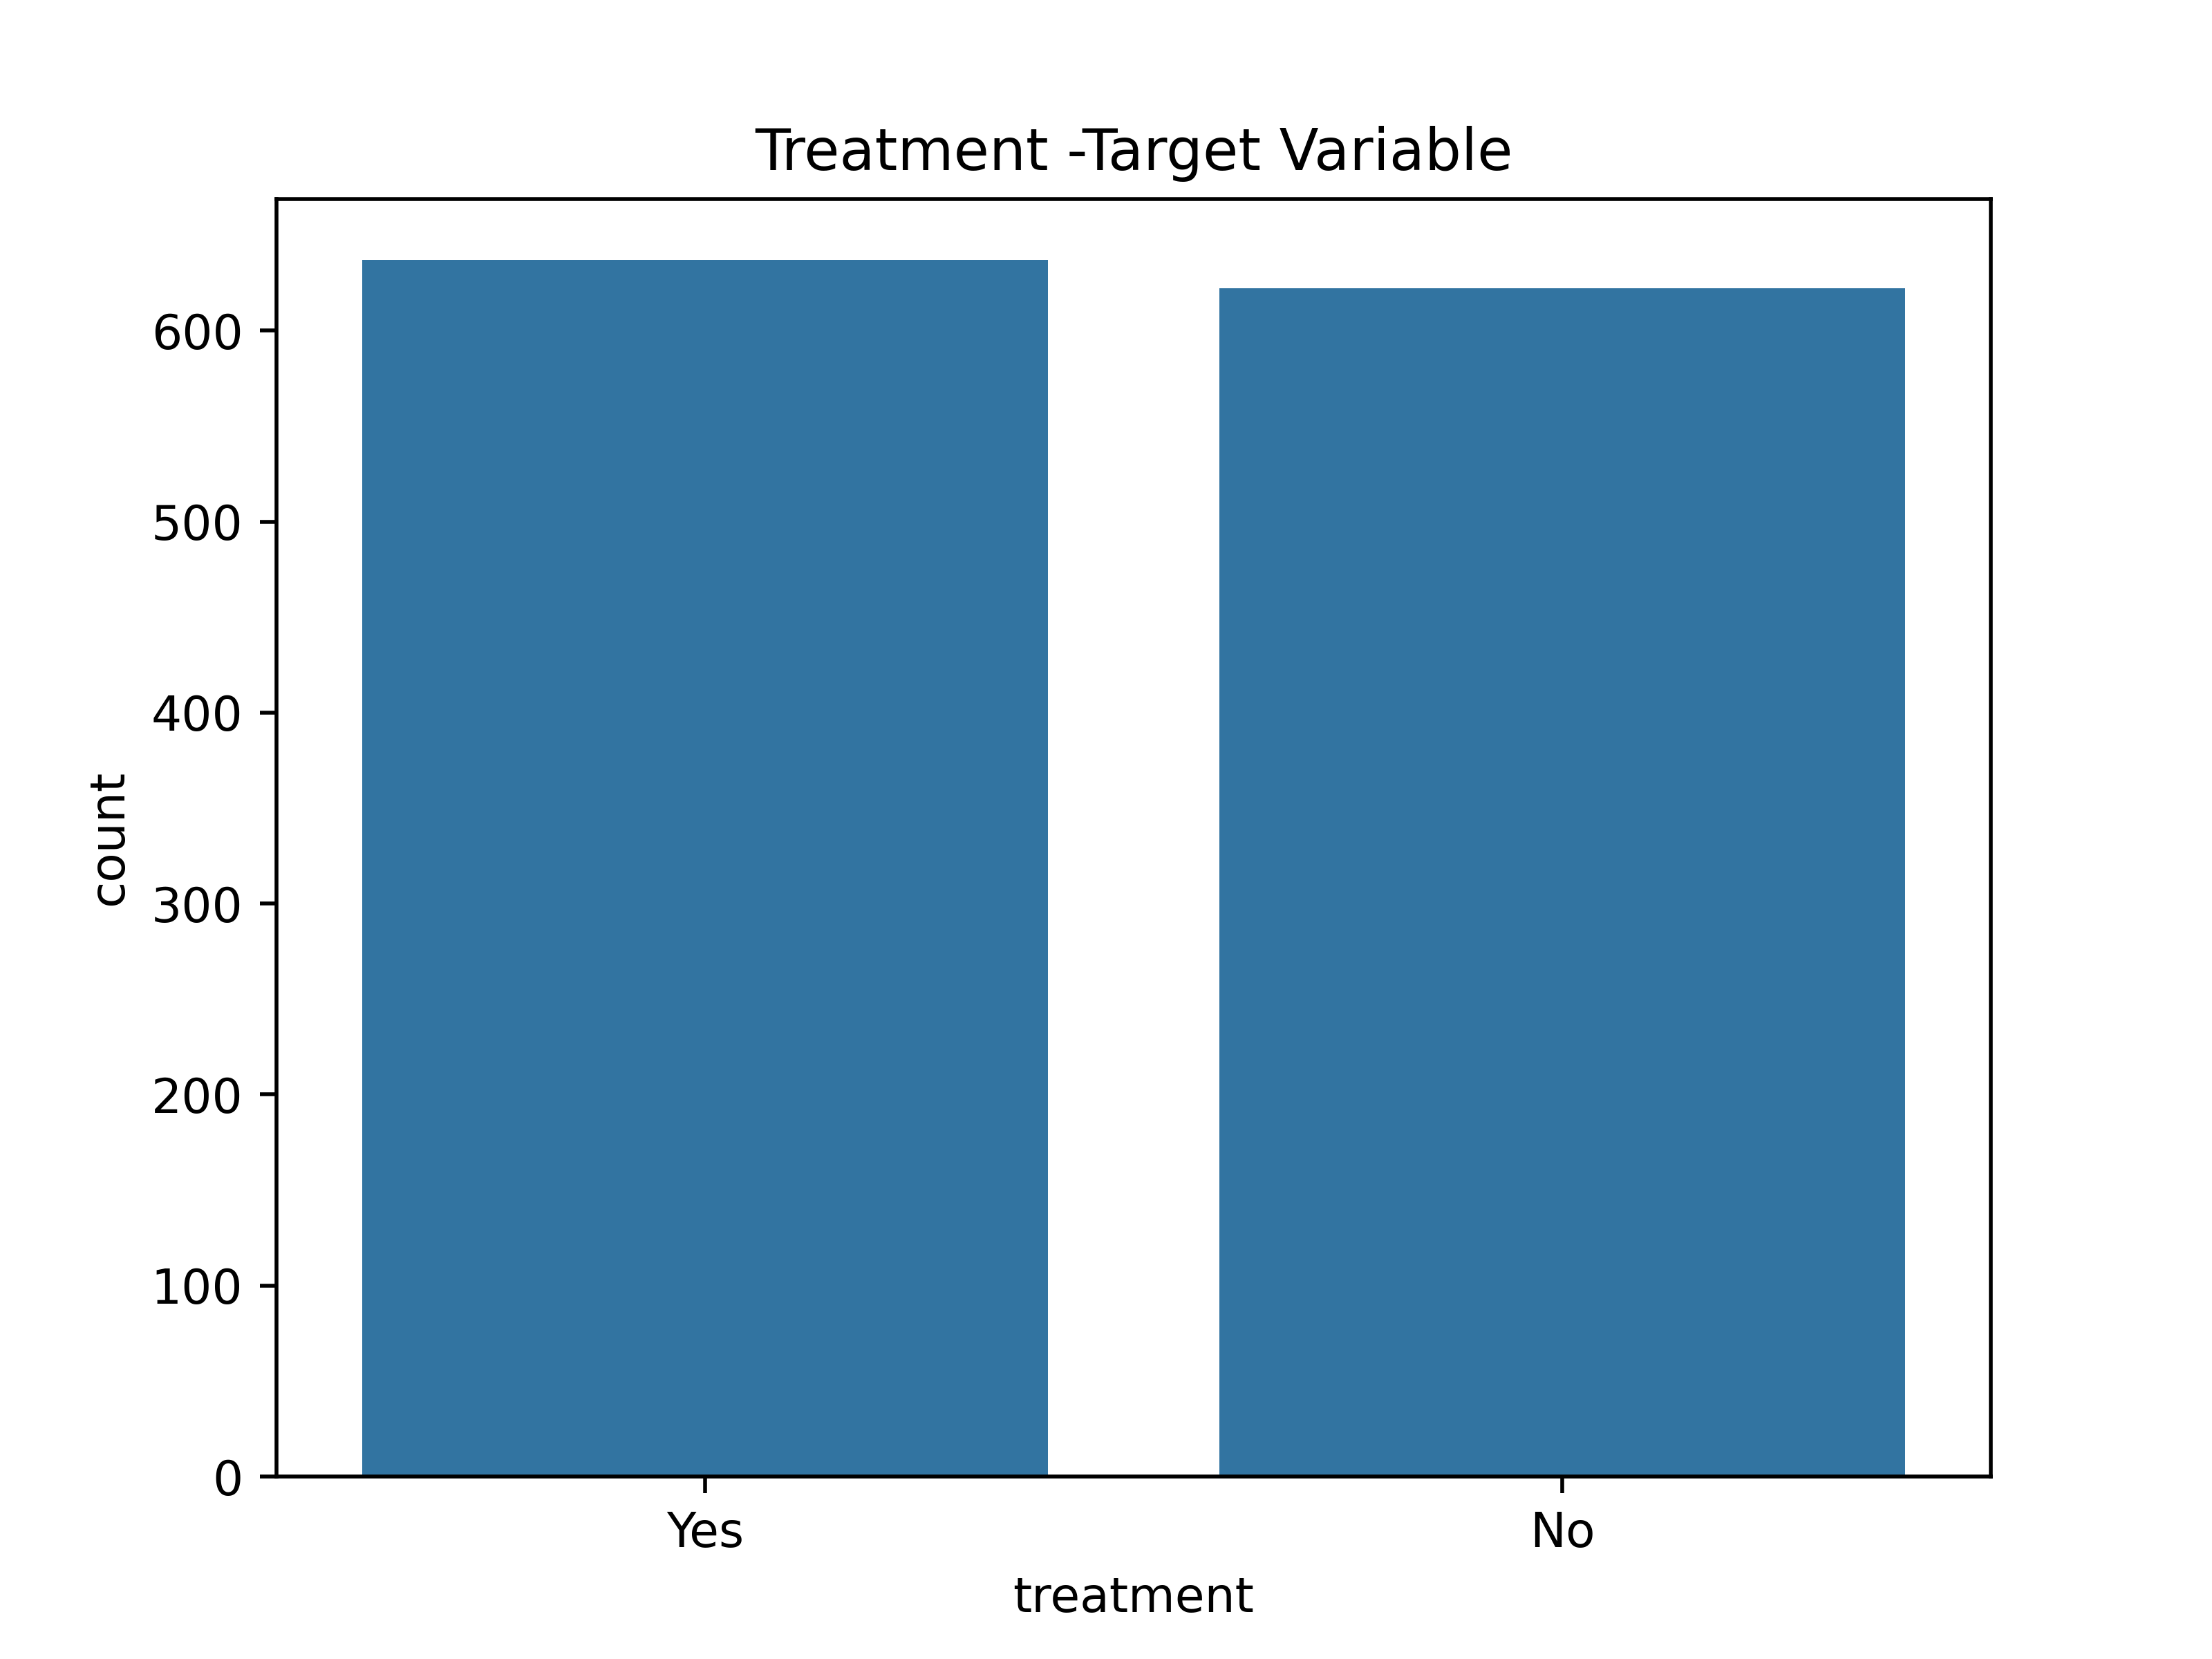 Treatment -Target Variable
count
600
500
400
300
200
100
0
Yes
No
treatment